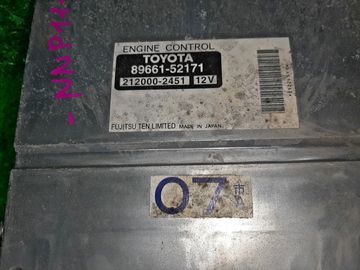 ENGINE CONTROL
TOYOTA
89661-52171
212000-2451 12V
FUJITSU TEN LIMITED MADE IN JAPAN
07